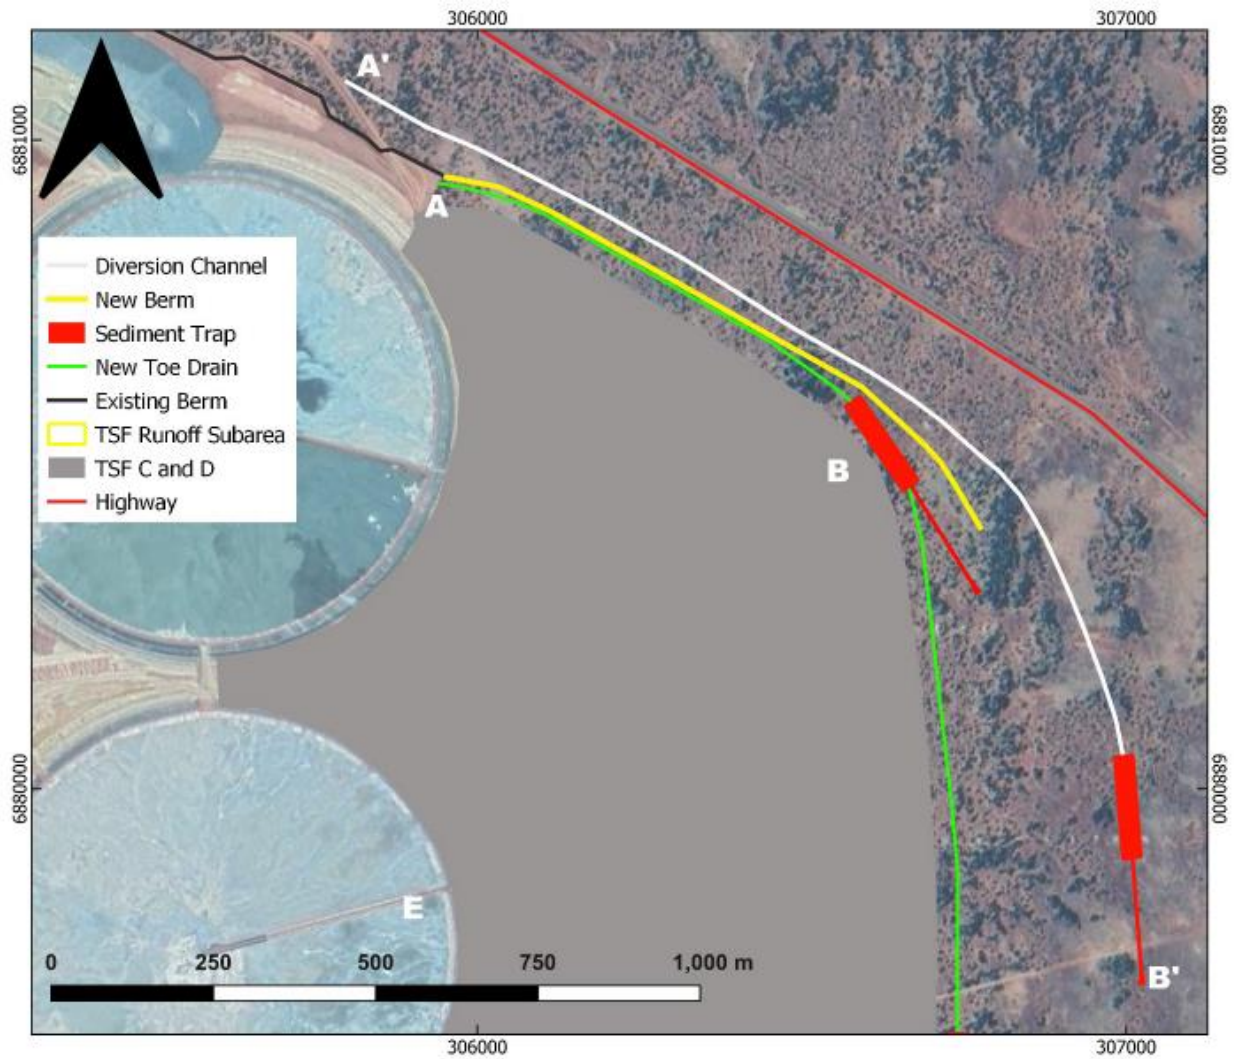 306000
307000
A'
6881000
6881000
A
Diversion Channel
New Berm
Sediment Trap
New Toe Drain
Existing Berm
TSF Runoff Subarea
TSF C and D
Highway
B
6880000
6880000
E
0 250 500 750 1,000 m
B'
306000
307000